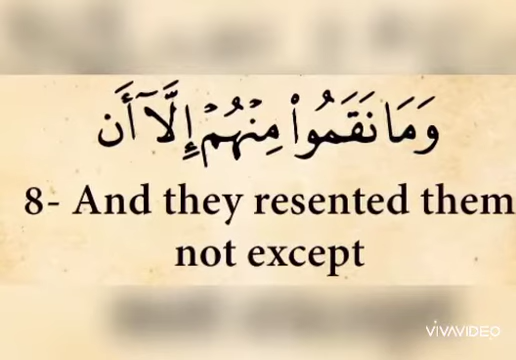 وَمَا نَقَمُوا۟ مِنْهُمْ إِلَّآ أَن
8- And they resented them
not except
VIVAVIDEO